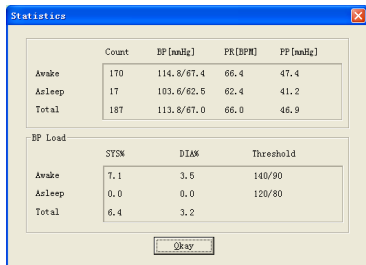 Statistics
Count BP[mmHg] PR[BPM] PP[mmHg]
Awake 170 114.8/67.4 66.4 47.4
Asleep 17 103.6/62.5 62.4 41.2
Total 187 113.8/67.0 66.0 46.9
BP Load
SYS% DIA% Threshold
Awake 7.1 3.5 140/90
Asleep 0.0 0.0 120/80
Total 6.4 3.2
Okay